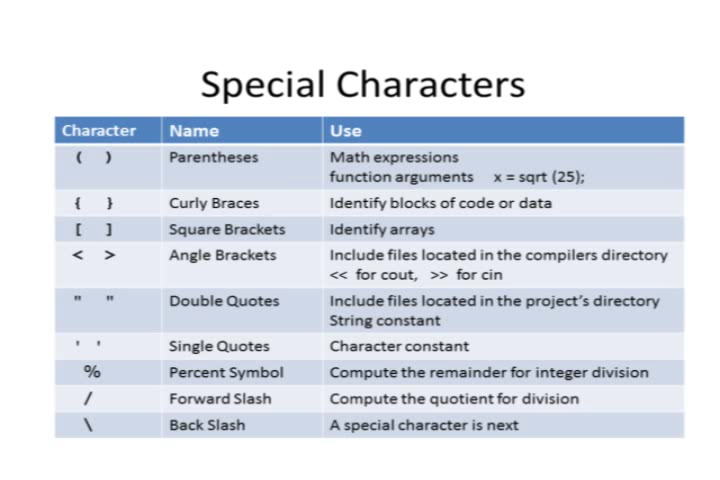 Special Characters
Character Name Use
( ) Parentheses Math expressions
function arguments x = sqrt (25);
{ } Curly Braces Identify blocks of code or data
[ ] Square Brackets Identify arrays
< > Angle Brackets Include files located in the compilers directory
<< for cout, >> for cin
" " Double Quotes Include files located in the project's directory
String constant
' ' Single Quotes Character constant
% Percent Symbol Compute the remainder for integer division
/ Forward Slash Compute the quotient for division
\ Back Slash A special character is next